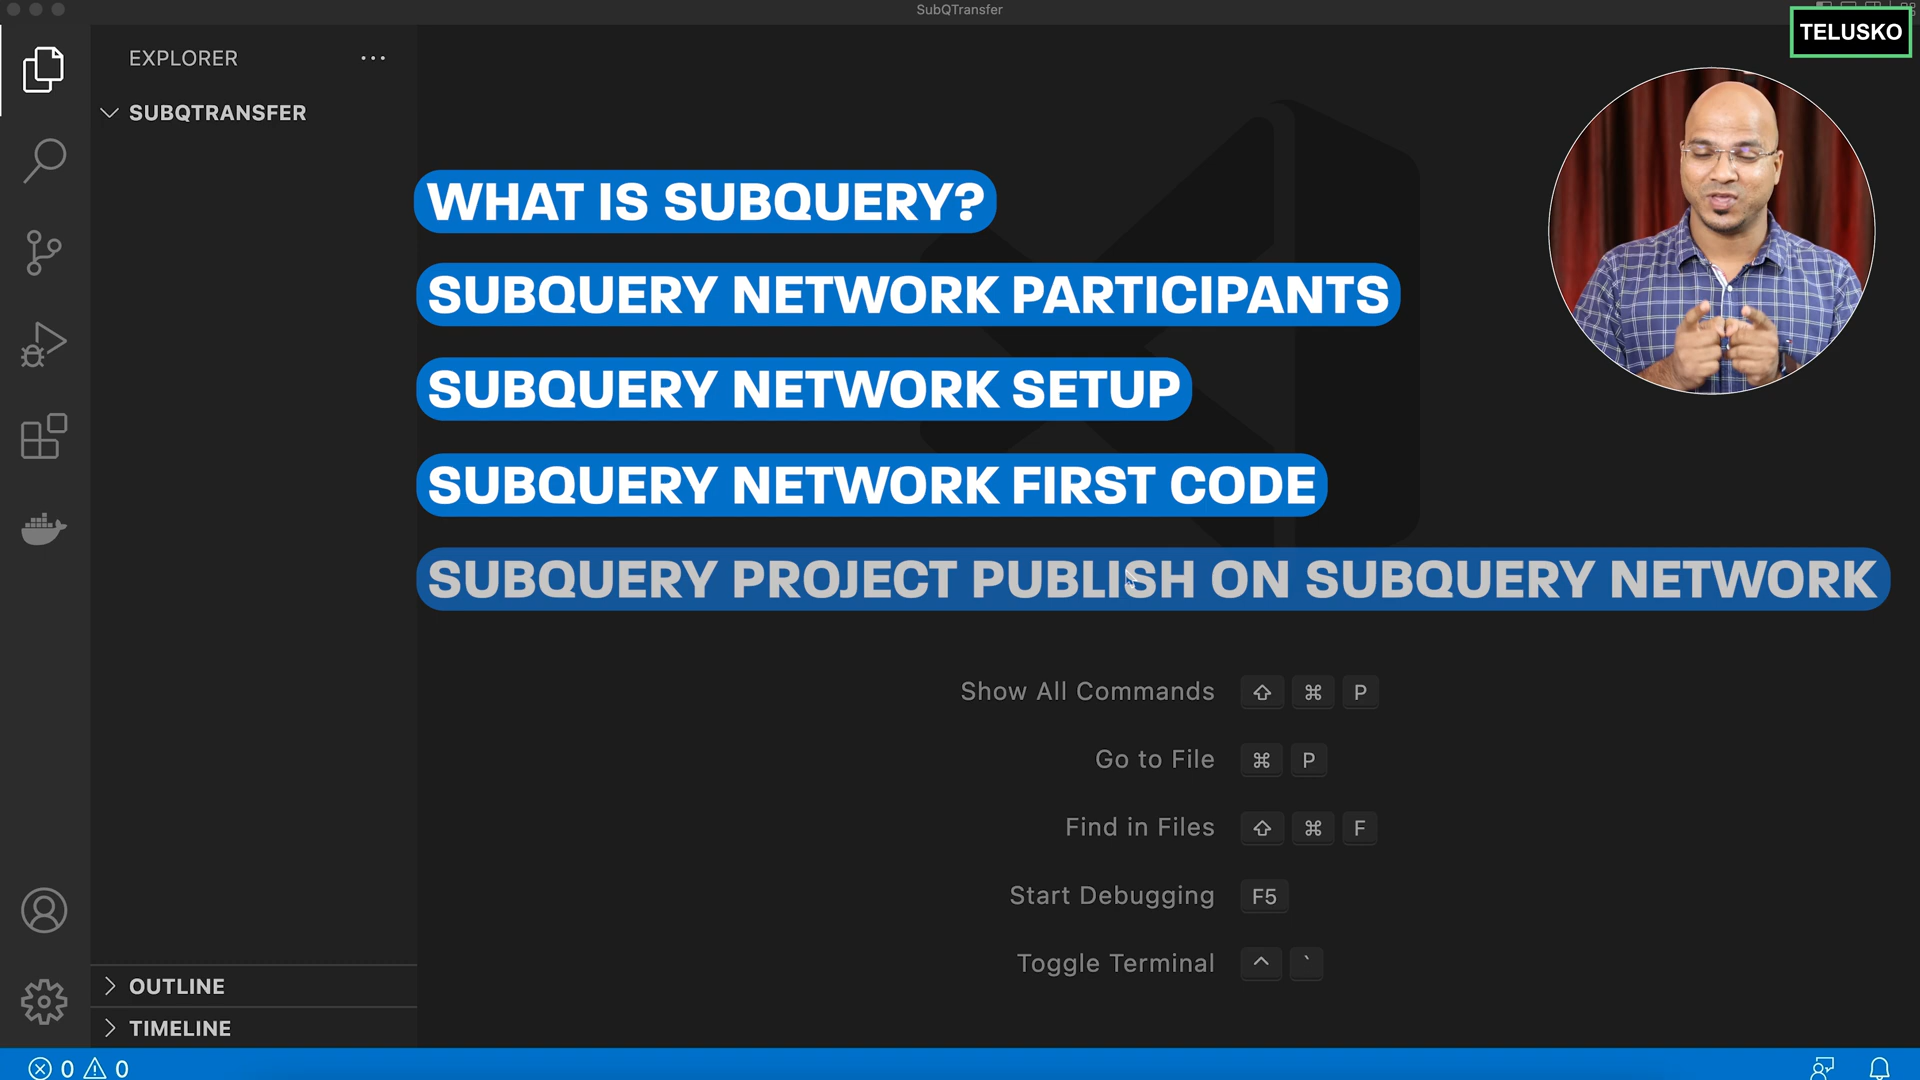 SubQTransfer
TELUSKO
EXPLORER
SUBQTRANSFER
WHAT IS SUBQUERY?
SUBQUERY NETWORK PARTICIPANTS
SUBQUERY NETWORK SETUP
SUBQUERY NETWORK FIRST CODE
SUBQUERY PROJECT PUBLISH ON SUBQUERY NETWORK
Show All Commands ⇧ ⌘ P
Go to File ⌘ P
Find in Files ⇧ ⌘ F
Start Debugging F5
Toggle Terminal ^ `
OUTLINE
TIMELINE
0 0